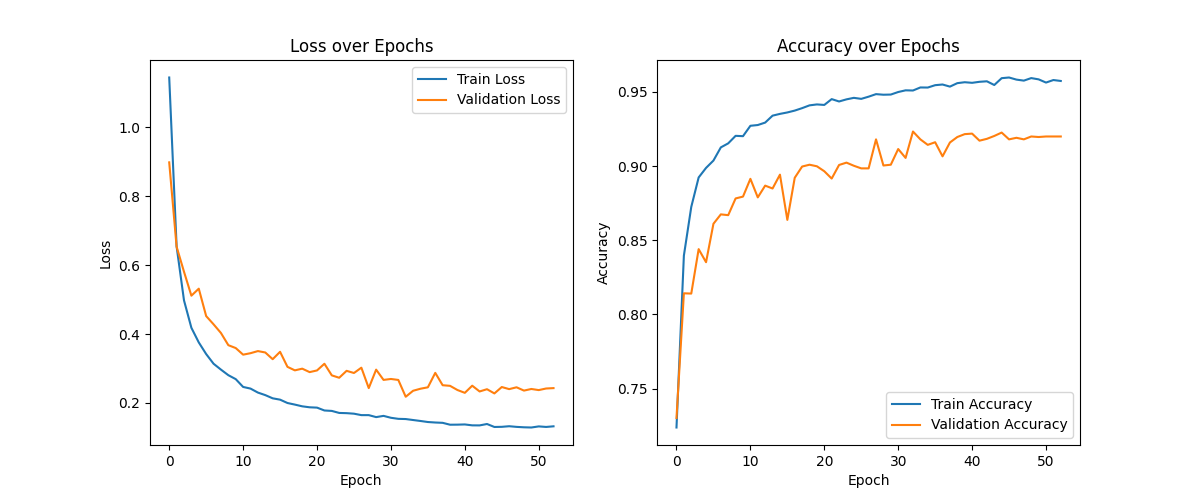 Loss over Epochs
Train Loss
Validation Loss
1.0
0.8
0.6
0.4
0.2
Loss
0
10
20
30
40
50
Epoch
Accuracy over Epochs
0.95
0.90
0.85
0.80
0.75
Accuracy
Train Accuracy
Validation Accuracy
0
10
20
30
40
50
Epoch